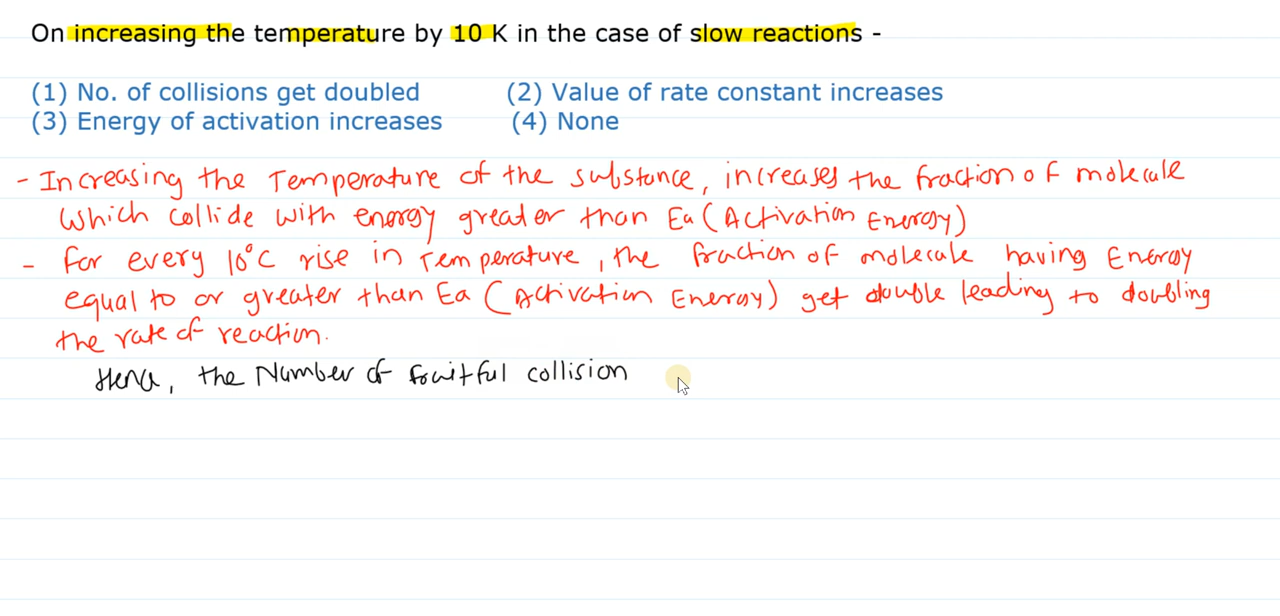 On increasing the temperature by 10 K in the case of slow reactions -
(1) No. of collisions get doubled (2) Value of rate constant increases
(3) Energy of activation increases (4) None
- Increasing the Temperature of the substance, increases the fraction of molecule
which collide with energy greater than Ea (Activation Energy)
- For every 10°C rise in Temperature, the fraction of molecule having Energy
equal to or greater than Ea (Activation Energy) get double leading to doubling
the rate of reaction.
Hence, the Number of fruitful collision